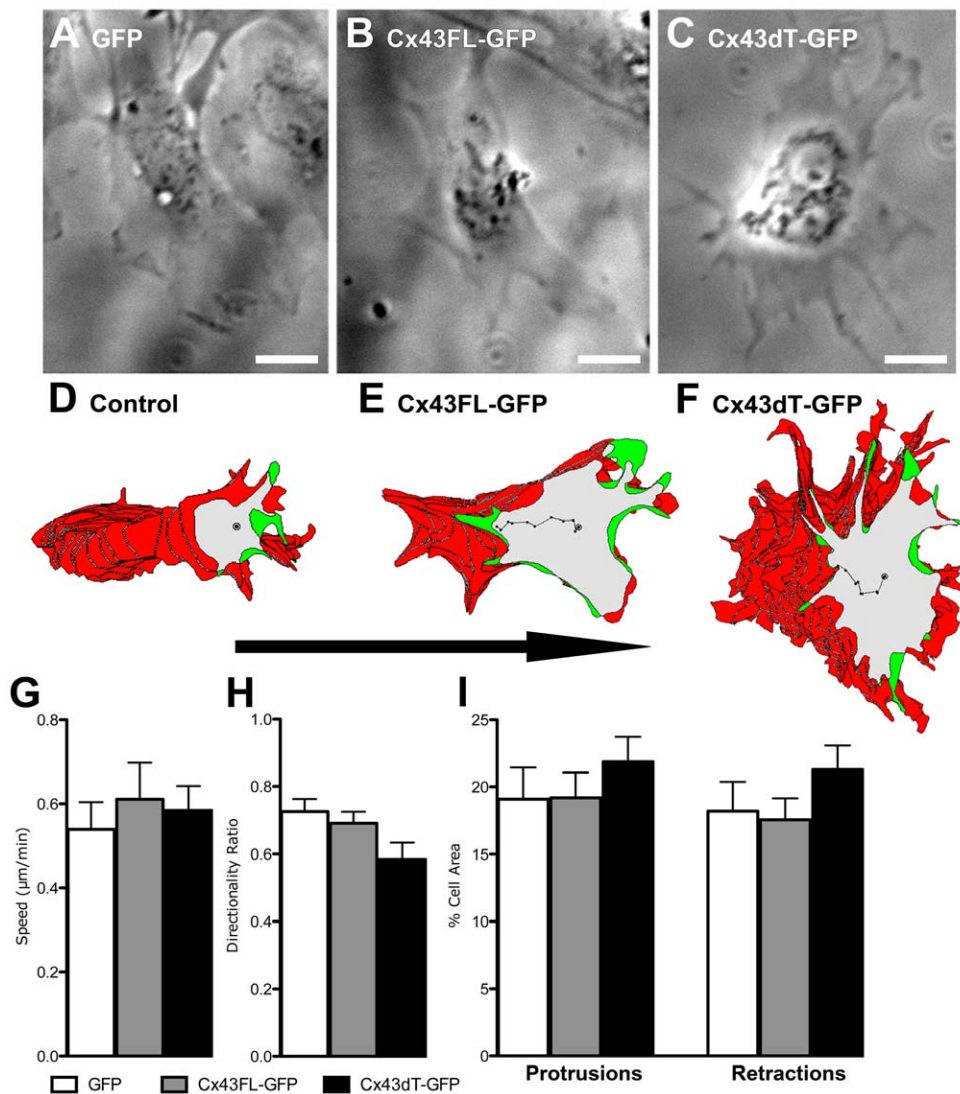 A GFP
B Cx43FL-GFP
C Cx43dT-GFP
D Control
E Cx43FL-GFP
F Cx43dT-GFP
G
H
I
0.8
0.6
0.4
0.2
0.0
Speed (µm/min)
1.0
0.8
0.6
0.4
0.2
0.0
Directionality Ratio
25
20
15
10
5
0
% Cell Area
Protrusions
Retractions
GFP
Cx43FL-GFP
Cx43dT-GFP